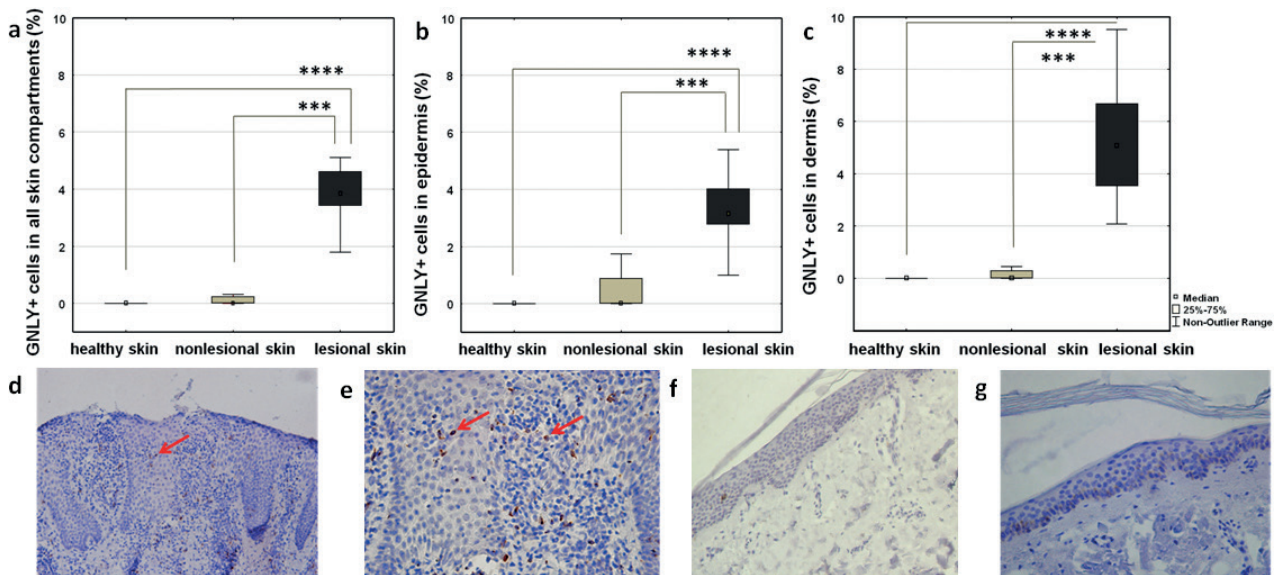 a
GNLY+ cells in all skin compartments (%)
10
8
6
4
2
0
****
***
healthy skin nonlesional skin lesional skin
b
GNLY+ cells in epidermis (%)
10
8
6
4
2
0
****
***
healthy skin nonlesional skin lesional skin
c
GNLY+ cells in dermis (%)
10
8
6
4
2
0
****
***
healthy skin nonlesional skin lesional skin
Median
25%-75%
Non-Outlier Range
d
e
f
g